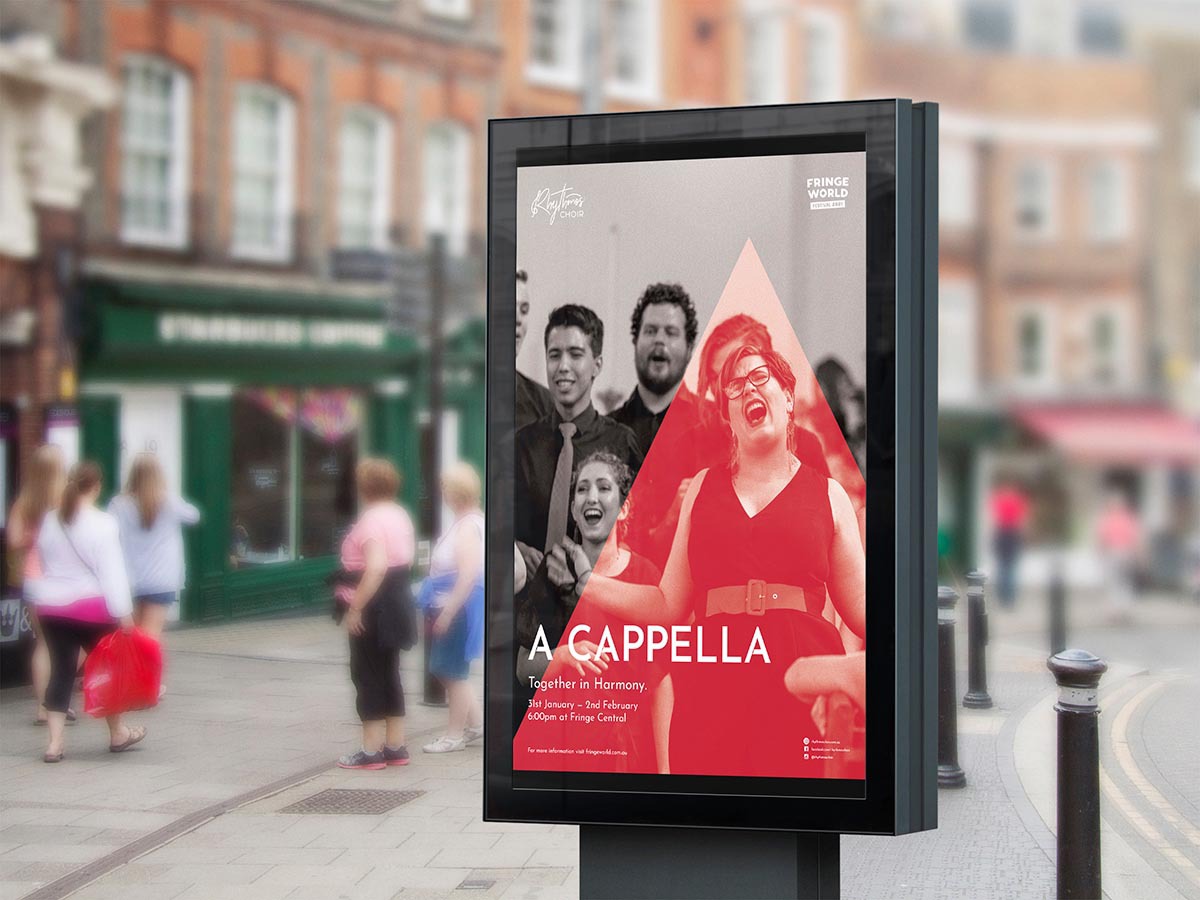 STARBUCKS COFFEE
Rhythmos
CHOIR
FRINGE
WORLD
A CAPPELLA
Together in Harmony.
31st January – 2nd February
6:00pm at Fringe Central
For more information visit fringeworld.com.au